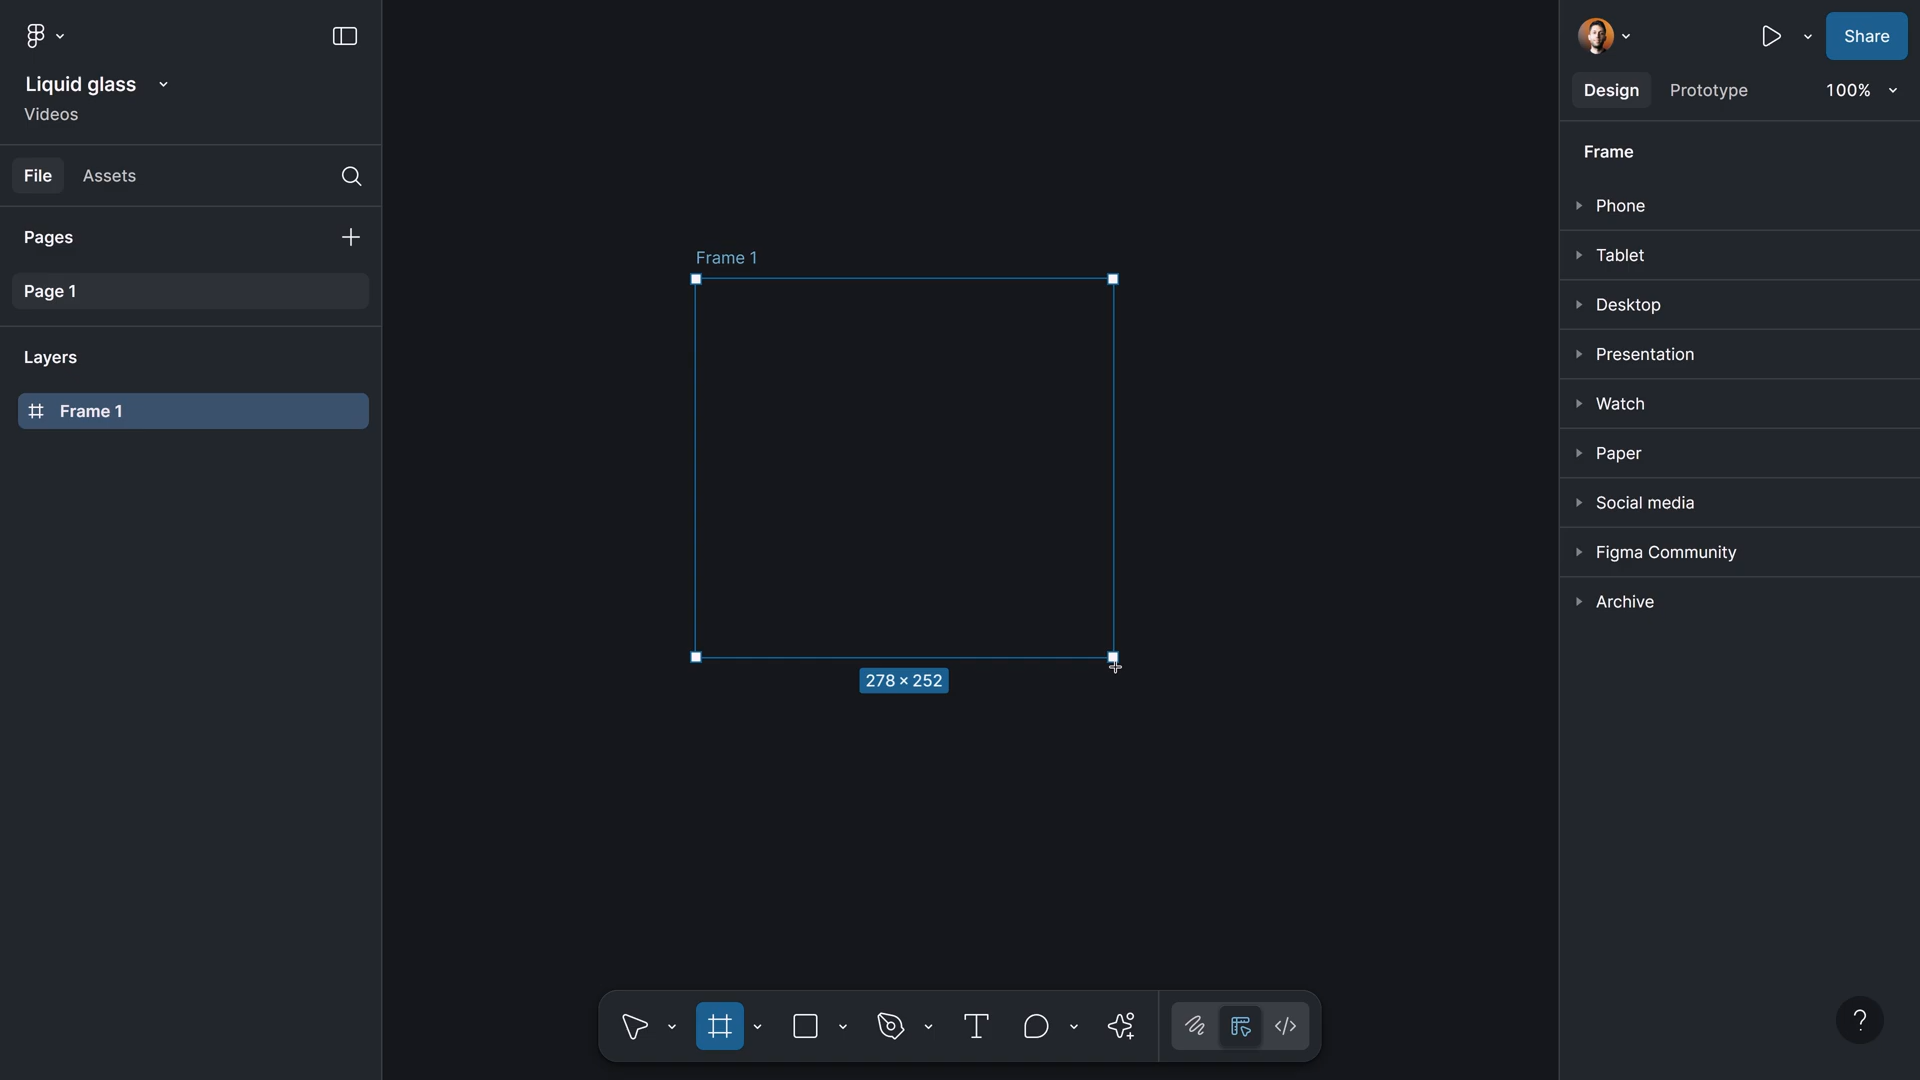 Liquid glass
Videos
File
Assets
Pages
Page 1
Layers
Frame 1
Frame 1
278 × 252
Share
Design
Prototype
100%
Frame
Phone
Tablet
Desktop
Presentation
Watch
Paper
Social media
Figma Community
Archive
?